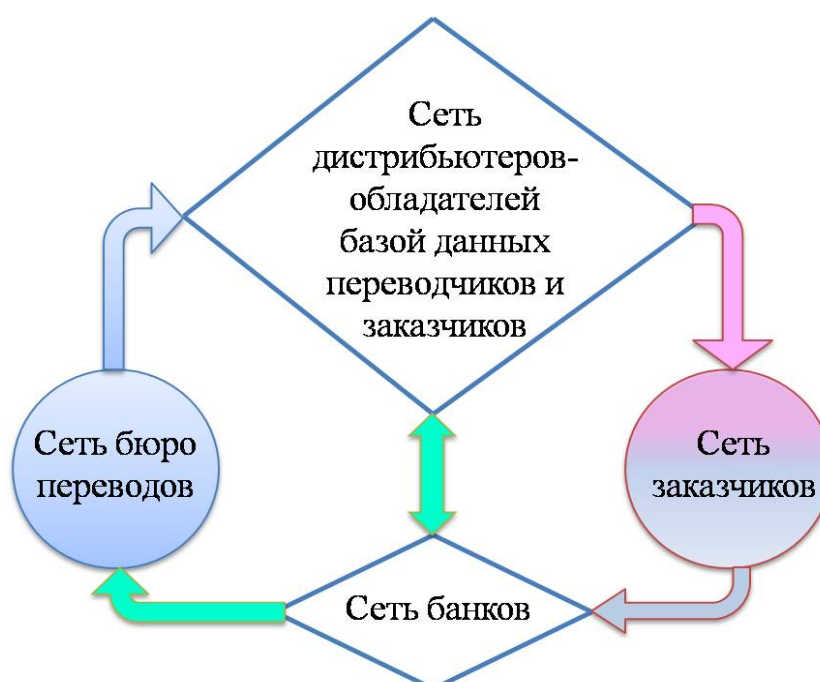 Сеть
дистрибьютеров-
обладателей
базой данных
переводчиков и
заказчиков
Сеть бюро
переводов
Сеть
заказчиков
Сеть банков